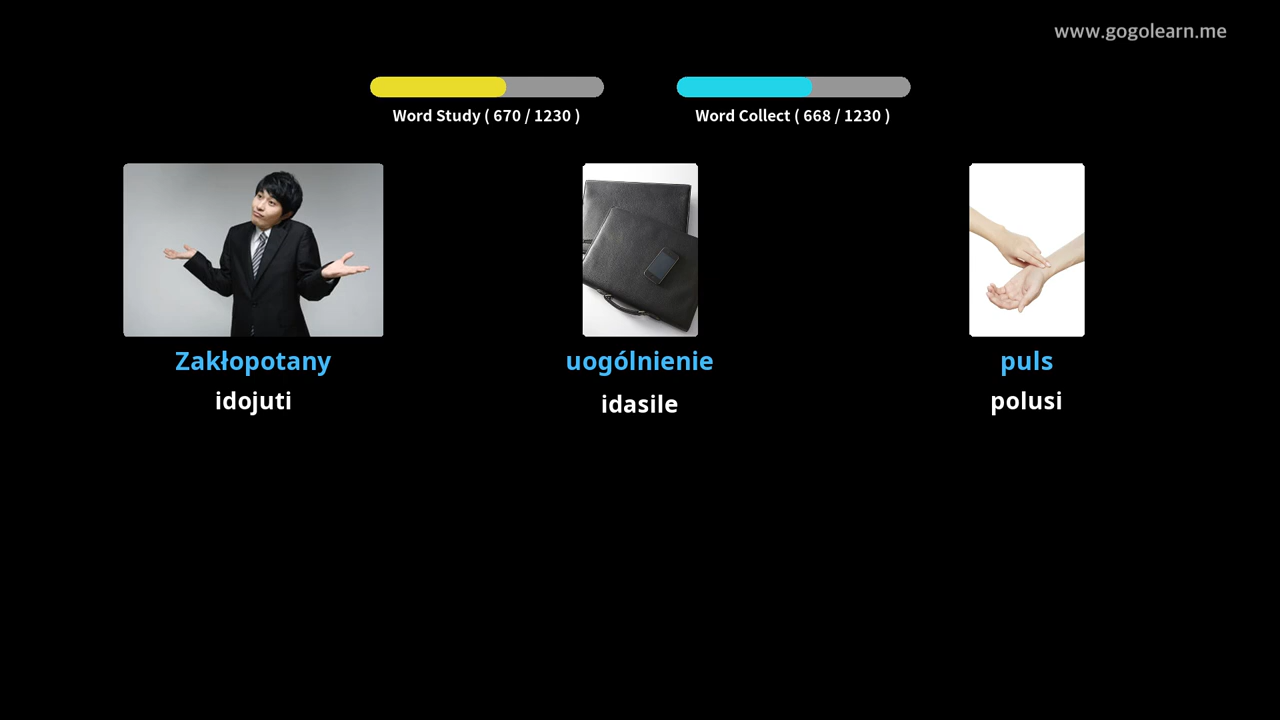 www.gogolearn.me
Word Study ( 670 / 1230 )
Word Collect ( 668 / 1230 )
Zakłopotany
uogólnienie
puls
idojuti
idasile
polusi